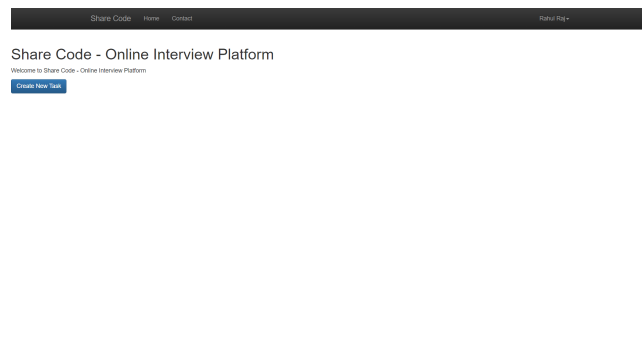 Share Code Home Contact Rahul Raj
Share Code - Online Interview Platform
Welcome to Share Code - Online Interview Platform
Create New Task